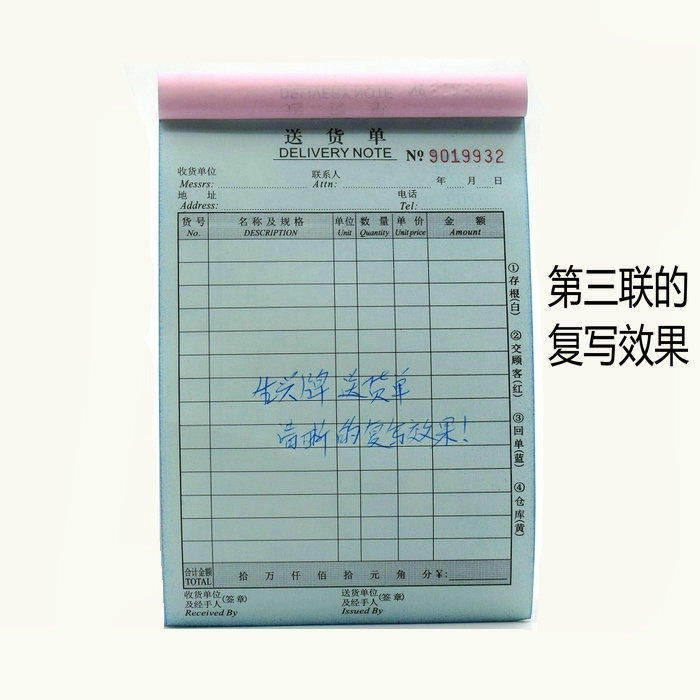 送货单
DELIVERY NOTE № 9019932
收货单位 联系人 年 月 日
Messrs: Attn:
地 址 电话
Address: Tel:
货号 名称及规格 单位 数量 单价 金额
No. DESCRIPTION Unit Quantity Unit price Amount
生头牌 送货单
清晰的复写效果!
①存根(白) ②交顾客(红) ③回单(蓝) ④仓库(黄)
合计金额 拾 万 仟 佰 拾 元 角 分 ¥:
TOTAL
收货单位 (签章) 送货单位 (签章)
及经手人 及经手人
Received By Issued By
第三联的
复写效果